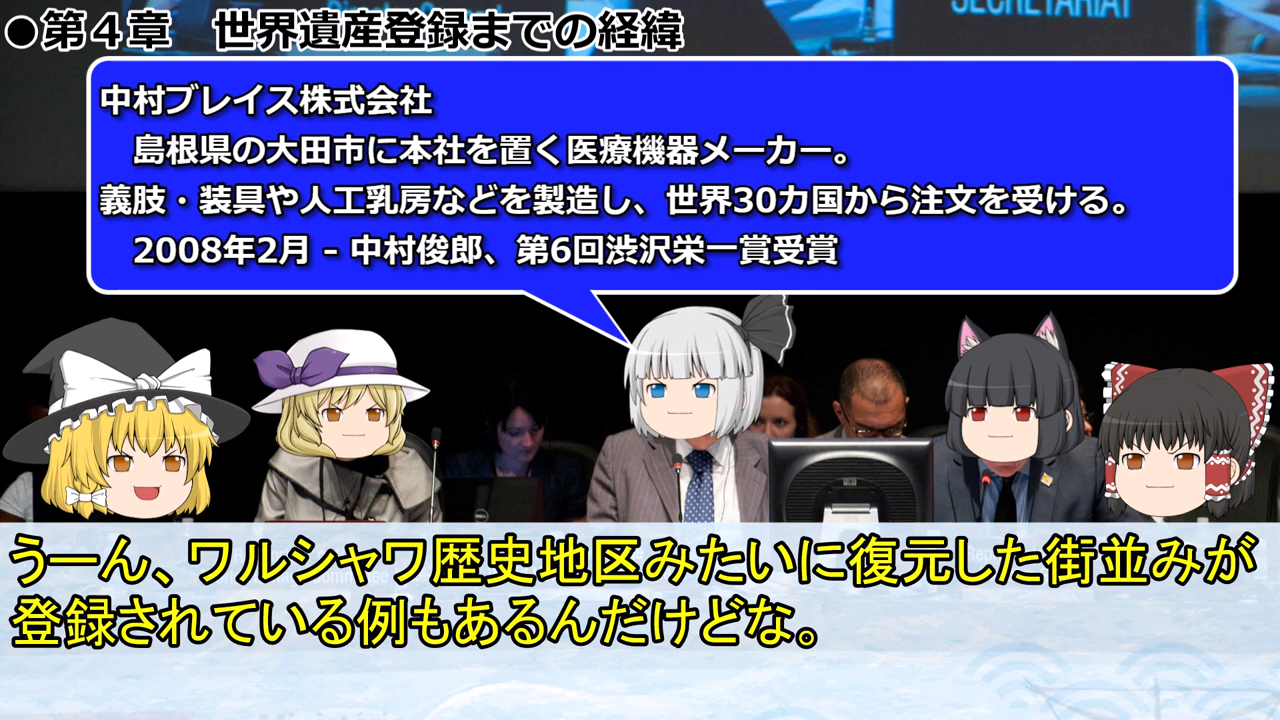 ●第４章　世界遺産登録までの経緯
SECRETARIAT
中村ブレイス株式会社
島根県の大田市に本社を置く医療機器メーカー。
義肢・装具や人工乳房などを製造し、世界30カ国から注文を受ける。
2008年2月 – 中村俊郎、第6回渋沢栄一賞受賞
うーん、ワルシャワ歴史地区みたいに復元した街並みが
登録されている例もあるんだけどな。